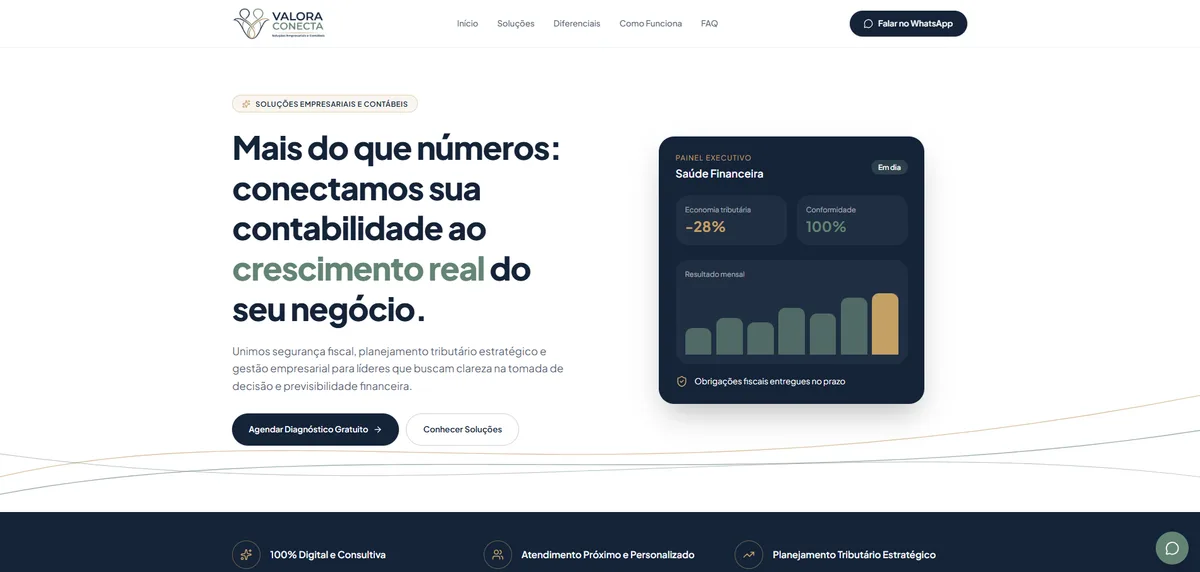 VALORA
CONECTA
Soluções Empresariais e Contábeis
Início
Soluções
Diferenciais
Como Funciona
FAQ
Falar no WhatsApp
SOLUÇÕES EMPRESARIAIS E CONTÁBEIS
Mais do que números:
conectamos sua
contabilidade ao
crescimento real do
seu negócio.
Unimos segurança fiscal, planejamento tributário estratégico e
gestão empresarial para líderes que buscam clareza na tomada de
decisão e previsibilidade financeira.
Agendar Diagnóstico Gratuito
Conhecer Soluções
PAINEL EXECUTIVO
Saúde Financeira
Em dia
Economia tributária
-28%
Conformidade
100%
Resultado mensal
Obrigações fiscais entregues no prazo
100% Digital e Consultiva
Atendimento Próximo e Personalizado
Planejamento Tributário Estratégico